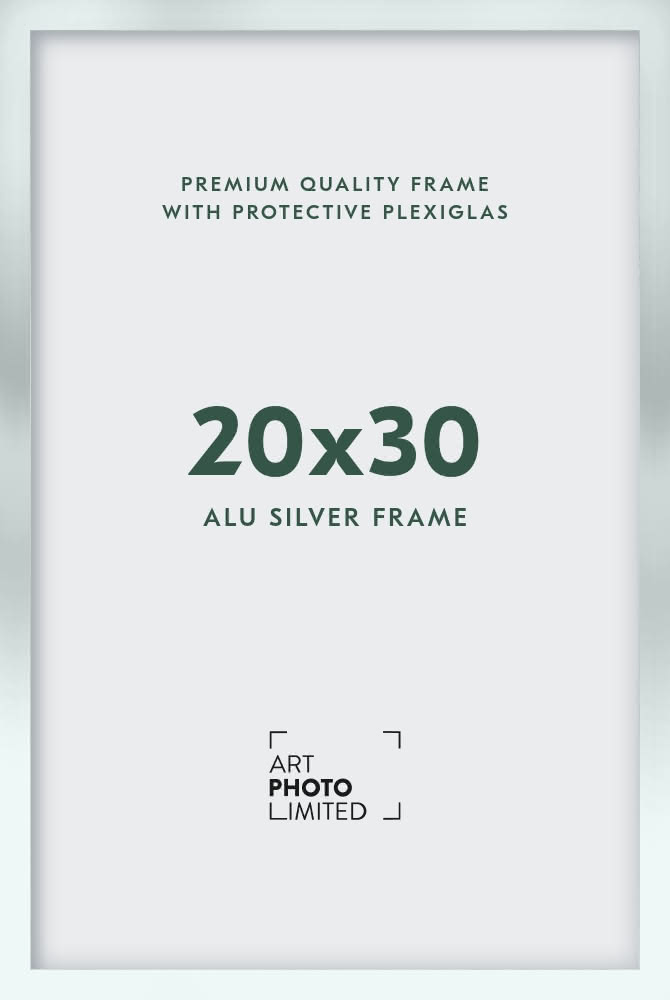 PREMIUM QUALITY FRAME
WITH PROTECTIVE PLEXIGLAS
20x30
ALU SILVER FRAME
ART
PHOTO
LIMITED